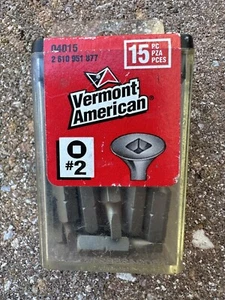 04015
2 610 951 877
15 PC
PZA
PCES
Vermont
American
#2